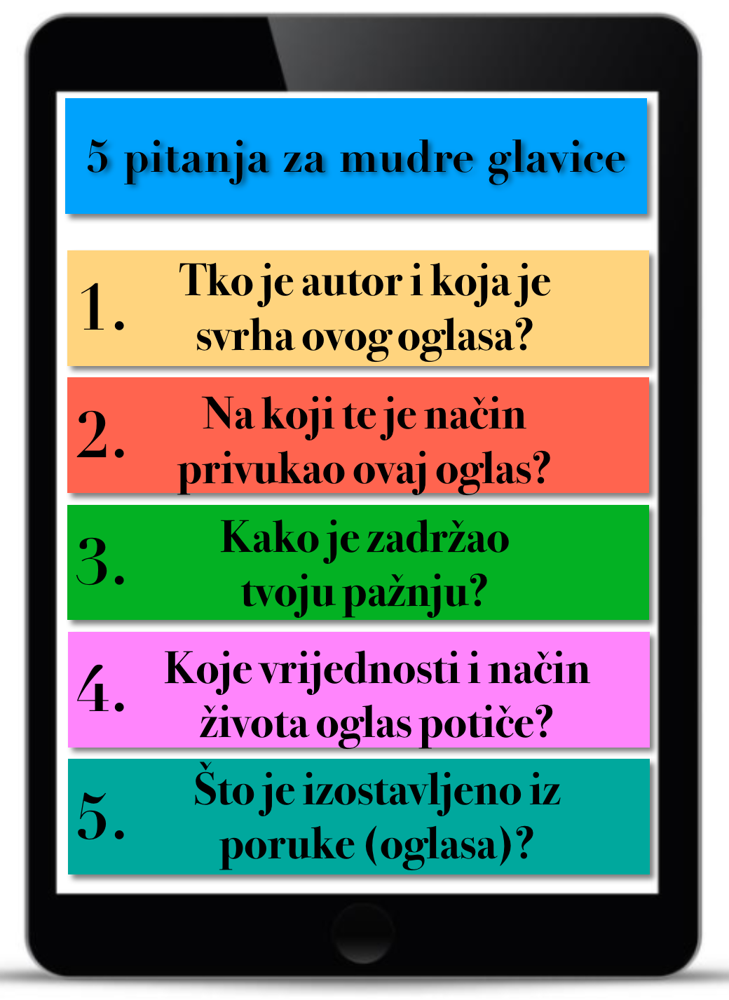 5 pitanja za mudre glavice
1.
Tko je autor i koja je
svrha ovog oglasa?
2.
Na koji te je način
privukao ovaj oglas?
3.
Kako je zadržao
tvoju pažnju?
4.
Koje vrijednosti i način
života oglas potiče?
5.
Što je izostavljeno iz
poruke (oglasa)?